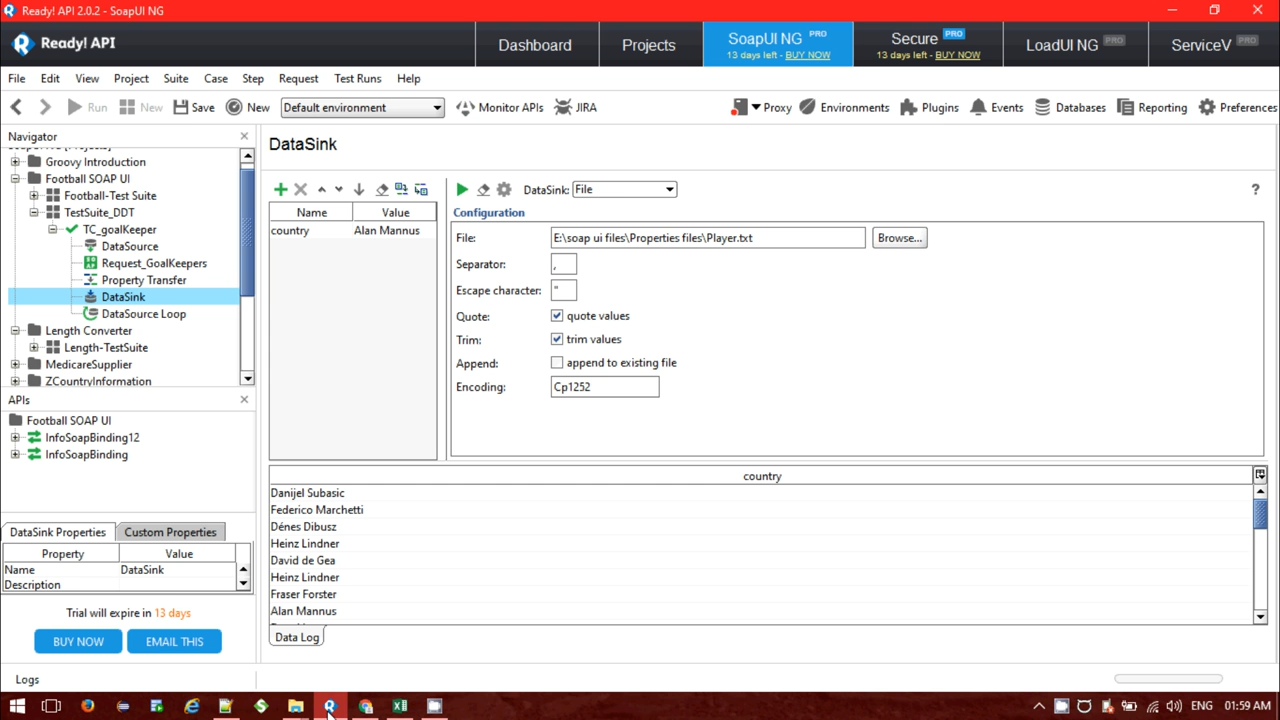 Ready! API 2.0.2 - SoapUI NG
Ready! API
Dashboard
Projects
SoapUI NG PRO
13 days left - BUY NOW
Secure PRO
13 days left - BUY NOW
LoadUI NG PRO
ServiceV PRO
File Edit View Project Suite Case Step Request Test Runs Help
Run New Save New Default environment Monitor APIs JIRA Proxy Environments Plugins Events Databases Reporting Preferences
Navigator
Groovy Introduction
Football SOAP UI
Football-Test Suite
TestSuite_DDT
TC_goalKeeper
DataSource
Request_GoalKeepers
Property Transfer
DataSink
DataSource Loop
Length Converter
Length-TestSuite
MedicareSupplier
ZCountryInformation
APIs
Football SOAP UI
InfoSoapBinding12
InfoSoapBinding
DataSink Properties Custom Properties
Property Value
Name DataSink
Description
Trial will expire in 13 days
BUY NOW EMAIL THIS
Logs
DataSink
Name Value
country Alan Mannus
DataSink: File ?
Configuration
File: E:\soap ui files\Properties files\Player.txt Browse...
Separator: ,
Escape character: "
Quote: quote values
Trim: trim values
Append: append to existing file
Encoding: Cp1252
country
Danijel Subasic
Federico Marchetti
Dénes Dibusz
Heinz Lindner
David de Gea
Heinz Lindner
Fraser Forster
Alan Mannus
Data Log
ENG 01:59 AM